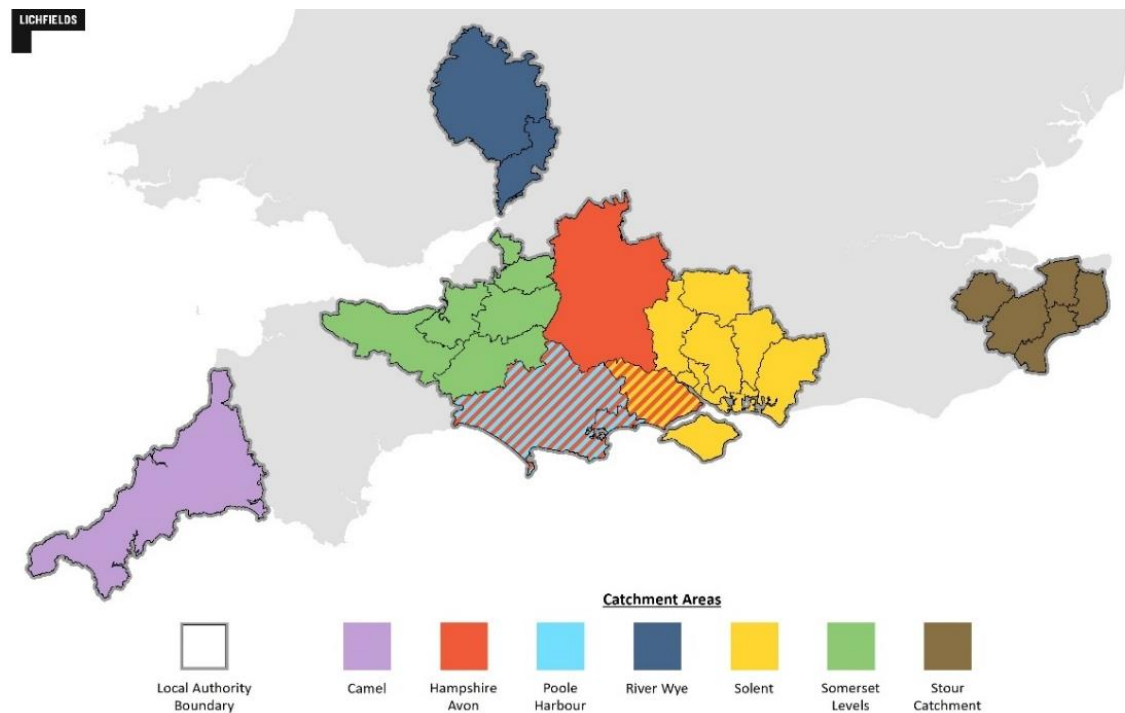 LICHFIELDS
Catchment Areas
Local Authority
Boundary
Camel
Hampshire
Avon
Poole
Harbour
River Wye
Solent
Somerset
Levels
Stour
Catchment